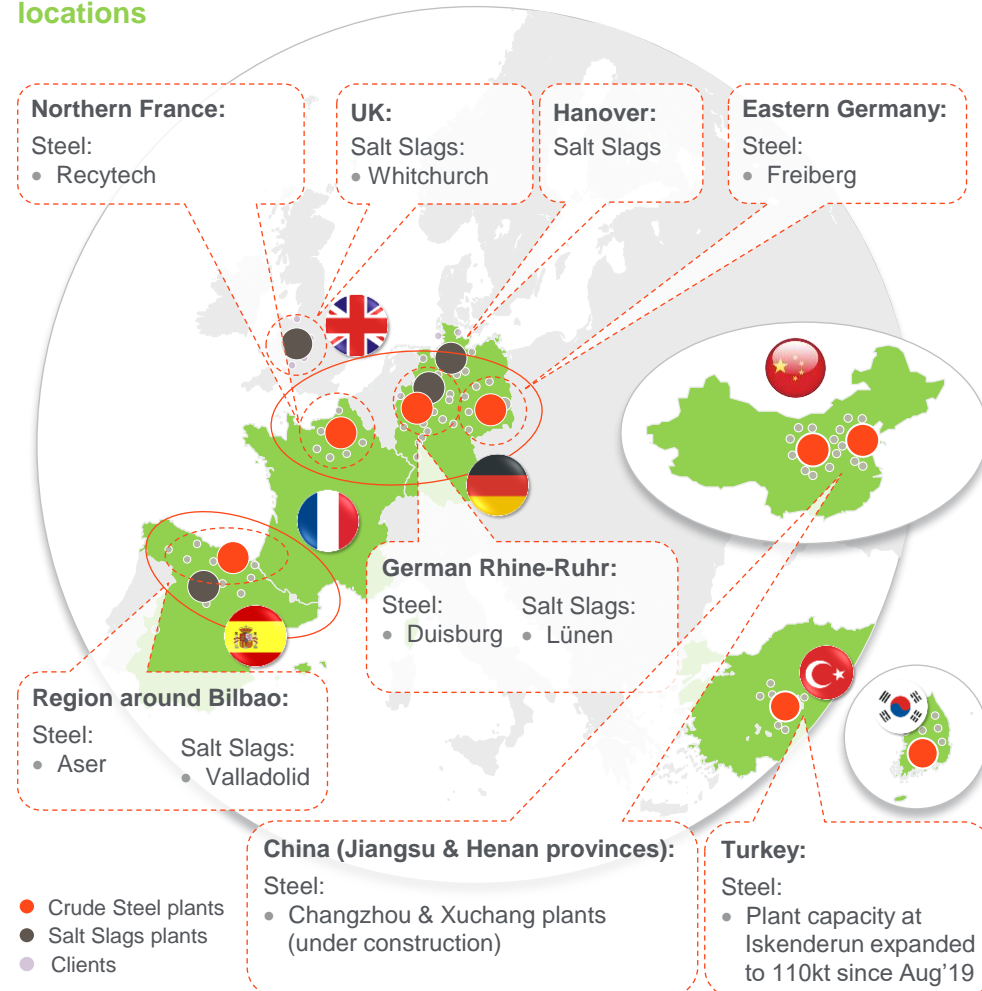 locations
Northern France:
Steel:
• Recytech
UK:
Salt Slags:
• Whitchurch
Hanover:
Salt Slags
Eastern Germany:
Steel:
• Freiberg
German Rhine-Ruhr:
Steel:
• Duisburg
Salt Slags:
• Lünen
Region around Bilbao:
Steel:
• Aser
Salt Slags:
• Valladolid
China (Jiangsu & Henan provinces):
Steel:
• Changzhou & Xuchang plants
(under construction)
Turkey:
Steel:
• Plant capacity at
Iskenderun expanded
to 110kt since Aug'19
Crude Steel plants
Salt Slags plants
Clients